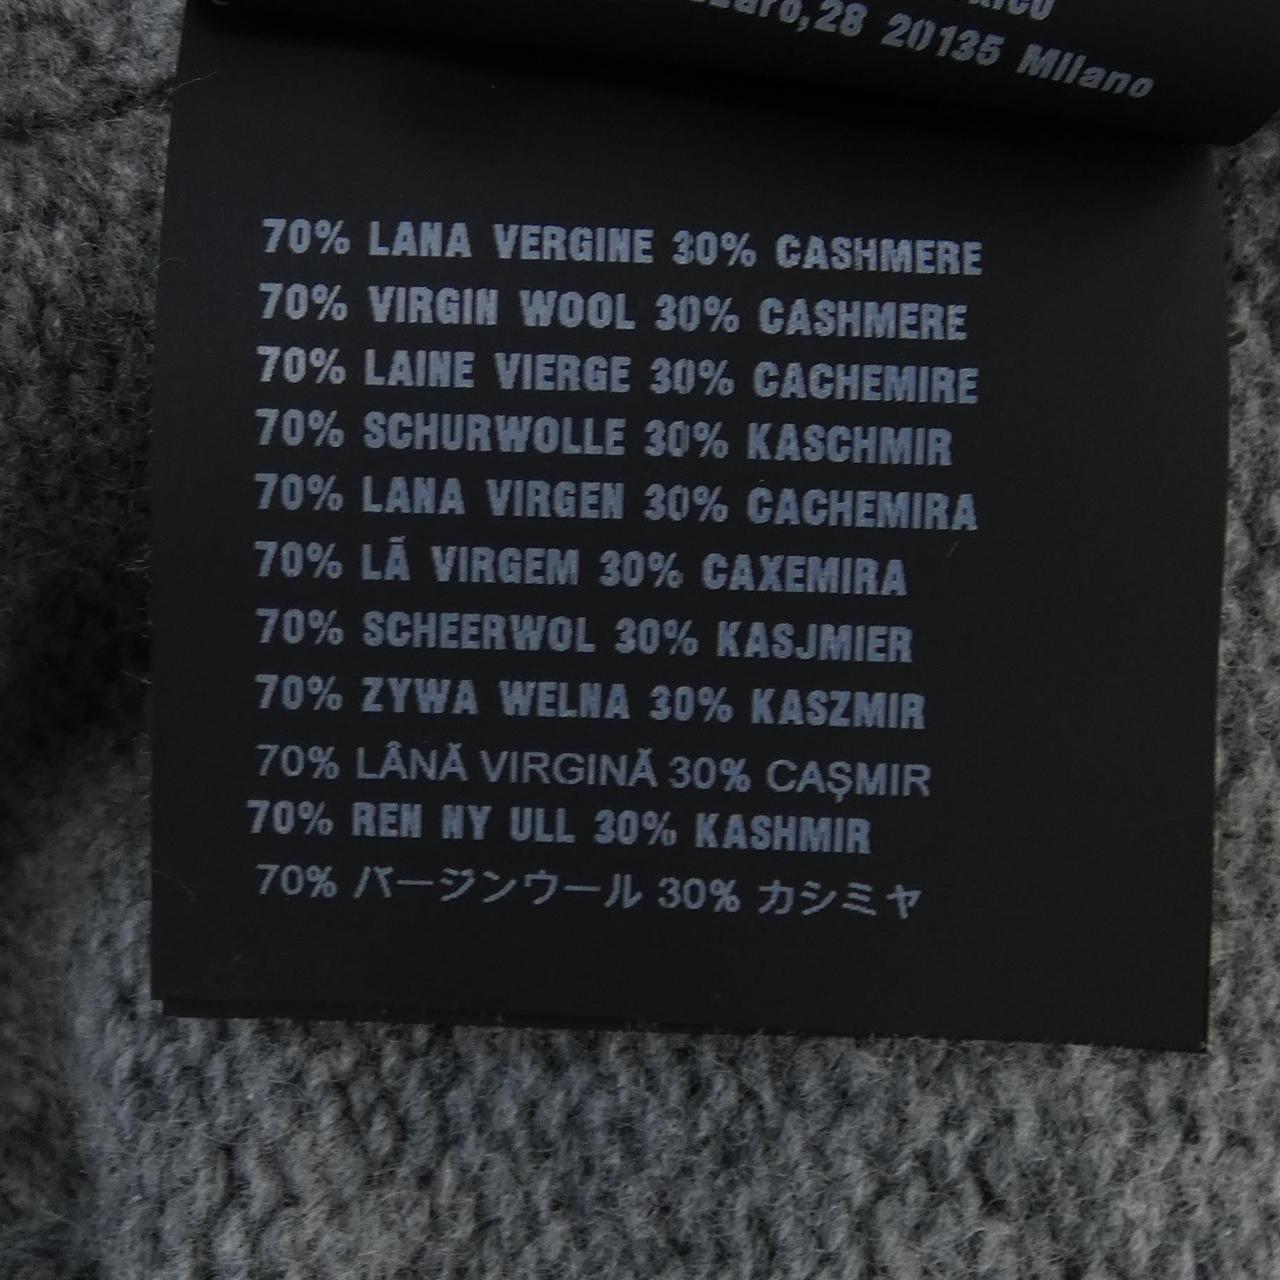 28 20135 Milano
70% LANA VERGINE 30% CASHMERE
70% VIRGIN WOOL 30% CASHMERE
70% LAINE VIERGE 30% CACHEMIRE
70% SCHURWOLLE 30% KASCHMIR
70% LANA VIRGEN 30% CACHEMIRA
70% LÃ VIRGEM 30% CAXEMIRA
70% SCHEERWOL 30% KASJMIER
70% ZYWA WELNA 30% KASZMIR
70% LÂNĂ VIRGINĂ 30% CAŞMIR
70% REN NY ULL 30% KASHMIR
70% バージンウール 30% カシミヤ